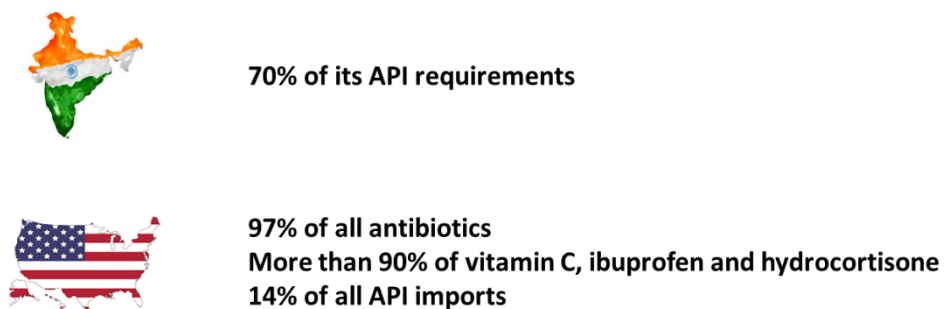 70% of its API requirements
97% of all antibiotics
More than 90% of vitamin C, ibuprofen and hydrocortisone
14% of all API imports